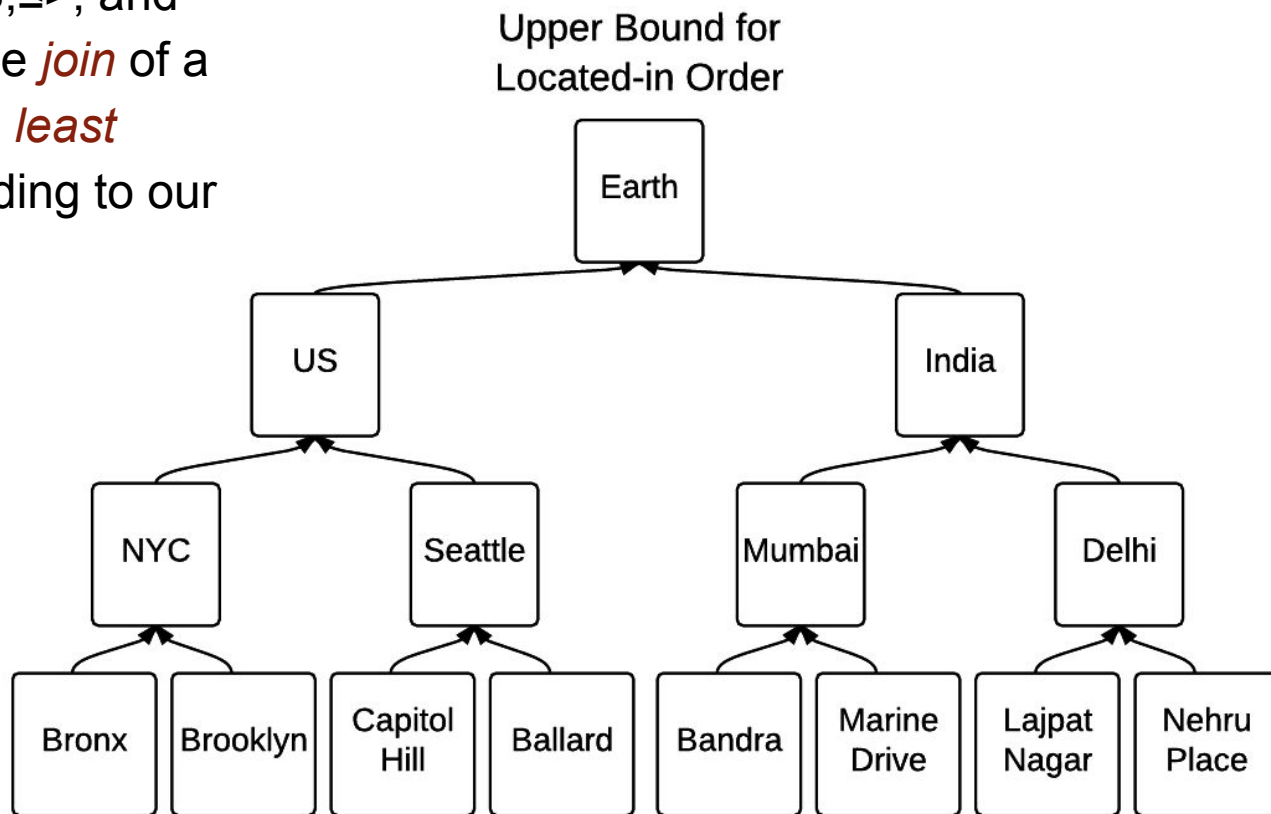 and
join of a
least
ding to our
Upper Bound for
Located-in Order
Earth
US
India
NYC
Seattle
Mumbai
Delhi
Bronx
Brooklyn
Capitol
Hill
Ballard
Bandra
Marine
Drive
Lajpat
Nagar
Nehru
Place